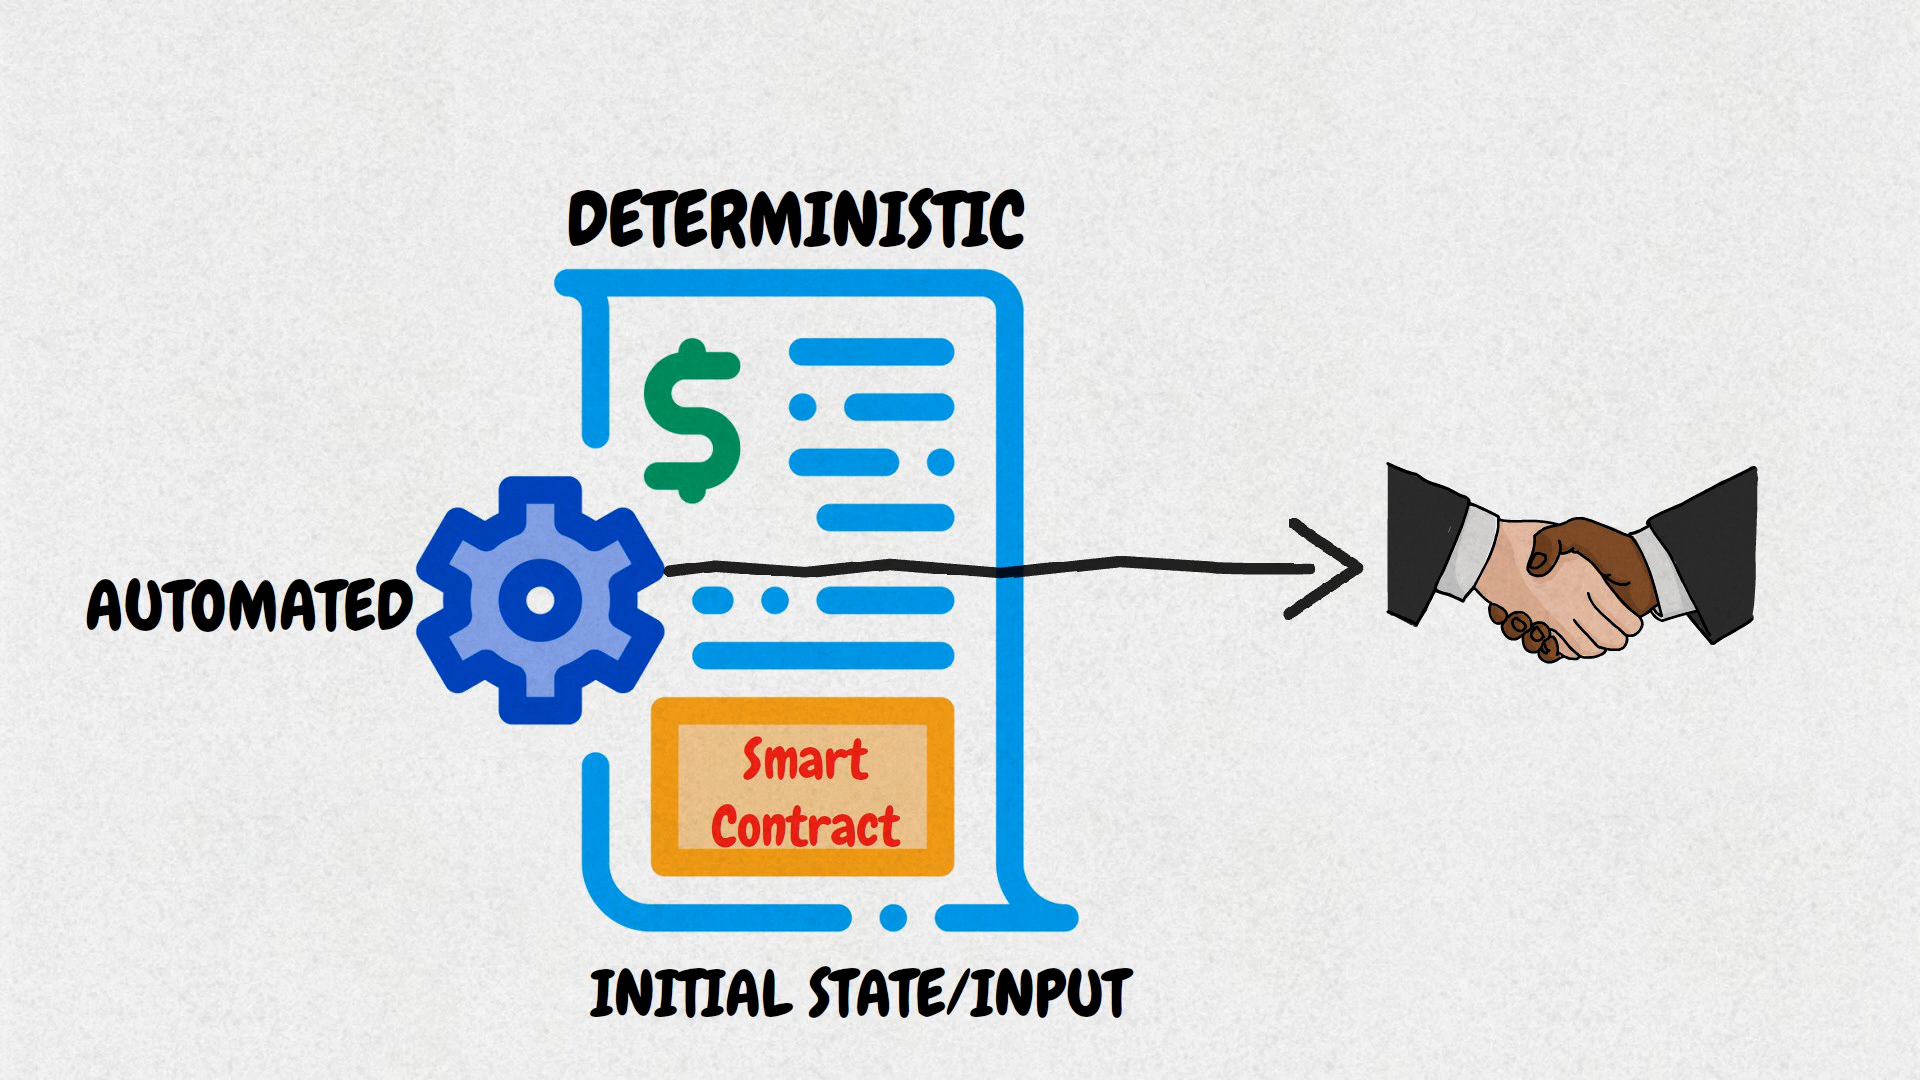 DETERMINISTIC
$
AUTOMATED
Smart
Contract
INITIAL STATE/INPUT